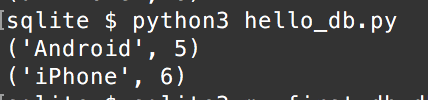 sqlite $ python3 hello_db.py
('Android', 5)
('iPhone', 6)